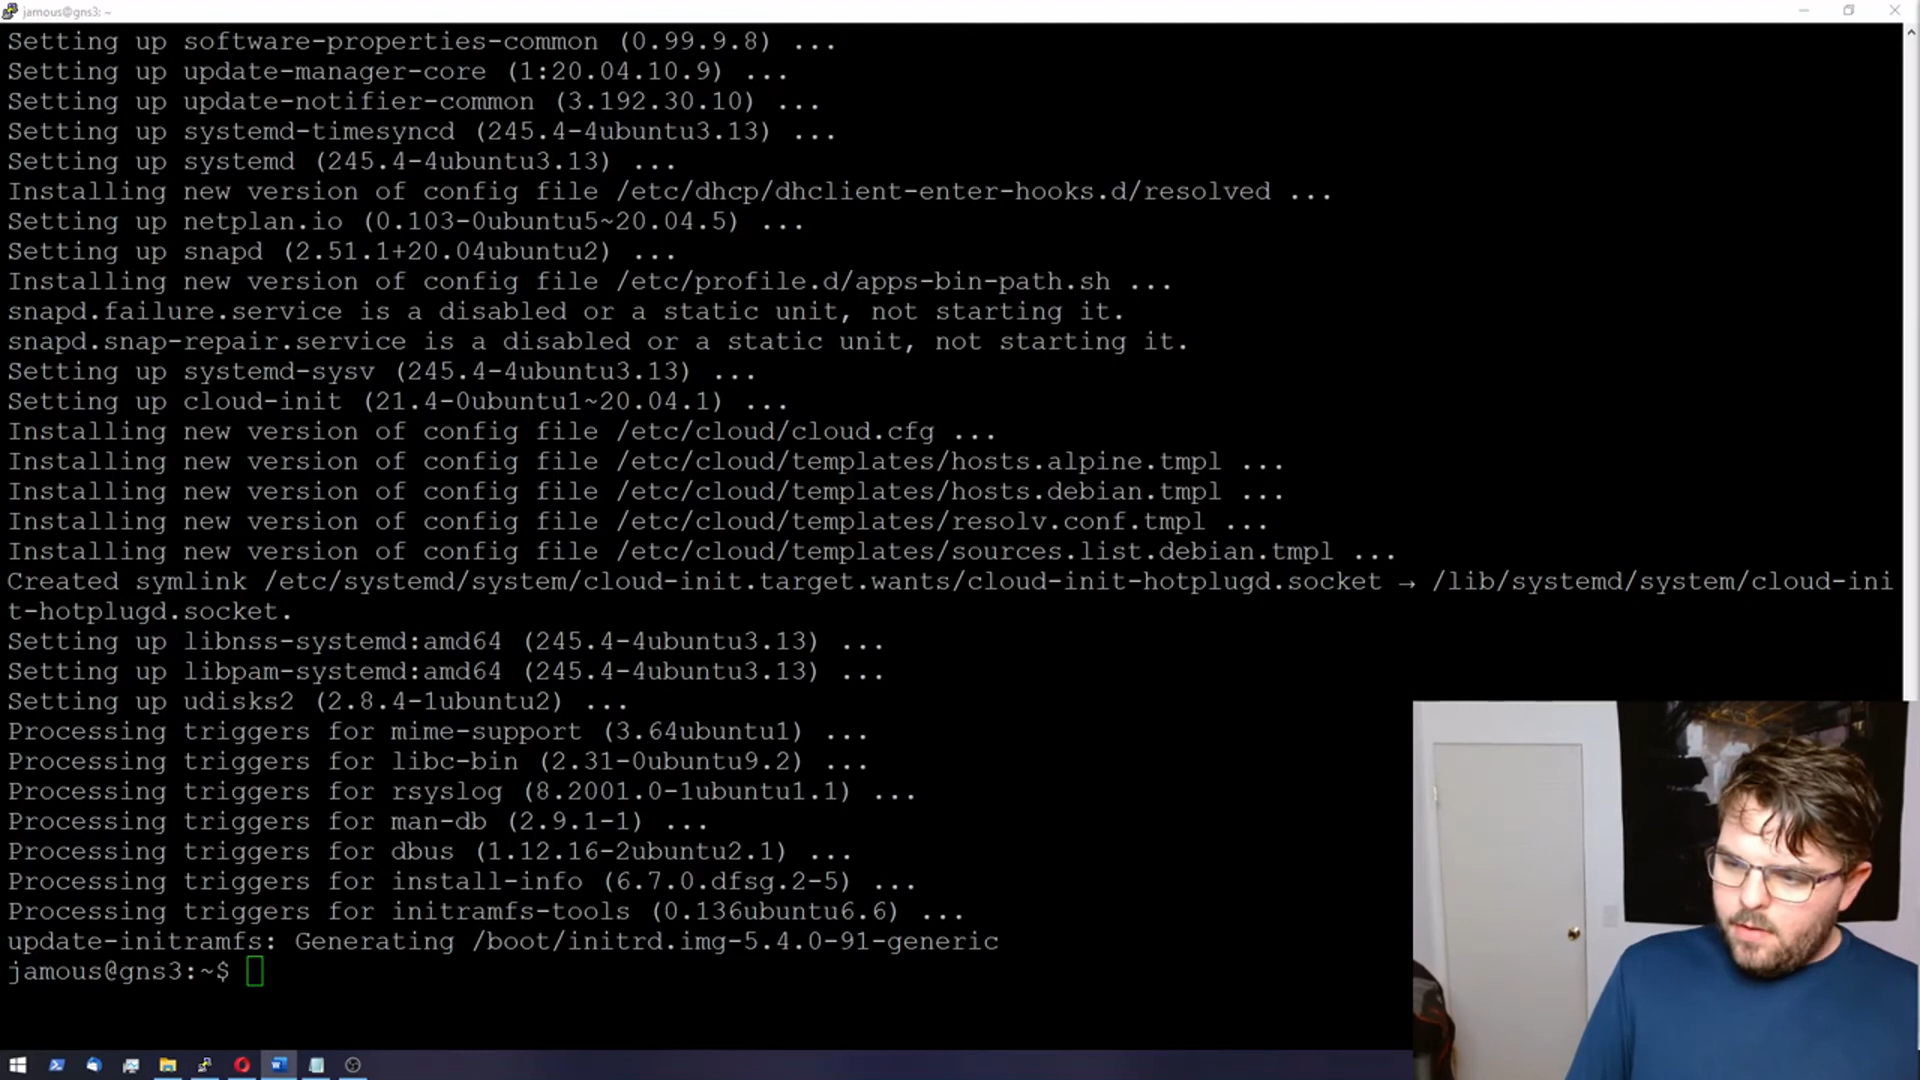 jamous@gns3: ~
Setting up software-properties-common (0.99.9.8) ...
Setting up update-manager-core (1:20.04.10.9) ...
Setting up update-notifier-common (3.192.30.10) ...
Setting up systemd-timesyncd (245.4-4ubuntu3.13) ...
Setting up systemd (245.4-4ubuntu3.13) ...
Installing new version of config file /etc/dhcp/dhclient-enter-hooks.d/resolved ...
Setting up netplan.io (0.103-0ubuntu5~20.04.5) ...
Setting up snapd (2.51.1+20.04ubuntu2) ...
Installing new version of config file /etc/profile.d/apps-bin-path.sh ...
snapd.failure.service is a disabled or a static unit, not starting it.
snapd.snap-repair.service is a disabled or a static unit, not starting it.
Setting up systemd-sysv (245.4-4ubuntu3.13) ...
Setting up cloud-init (21.4-0ubuntu1~20.04.1) ...
Installing new version of config file /etc/cloud/cloud.cfg ...
Installing new version of config file /etc/cloud/templates/hosts.alpine.tmpl ...
Installing new version of config file /etc/cloud/templates/hosts.debian.tmpl ...
Installing new version of config file /etc/cloud/templates/resolv.conf.tmpl ...
Installing new version of config file /etc/cloud/templates/sources.list.debian.tmpl ...
Created symlink /etc/systemd/system/cloud-init.target.wants/cloud-init-hotplugd.socket → /lib/systemd/system/cloud-ini
t-hotplugd.socket.
Setting up libnss-systemd:amd64 (245.4-4ubuntu3.13) ...
Setting up libpam-systemd:amd64 (245.4-4ubuntu3.13) ...
Setting up udisks2 (2.8.4-1ubuntu2) ...
Processing triggers for mime-support (3.64ubuntu1) ...
Processing triggers for libc-bin (2.31-0ubuntu9.2) ...
Processing triggers for rsyslog (8.2001.0-1ubuntu1.1) ...
Processing triggers for man-db (2.9.1-1) ...
Processing triggers for dbus (1.12.16-2ubuntu2.1) ...
Processing triggers for install-info (6.7.0.dfsg.2-5) ...
Processing triggers for initramfs-tools (0.136ubuntu6.6) ...
update-initramfs: Generating /boot/initrd.img-5.4.0-91-generic
jamous@gns3:~$